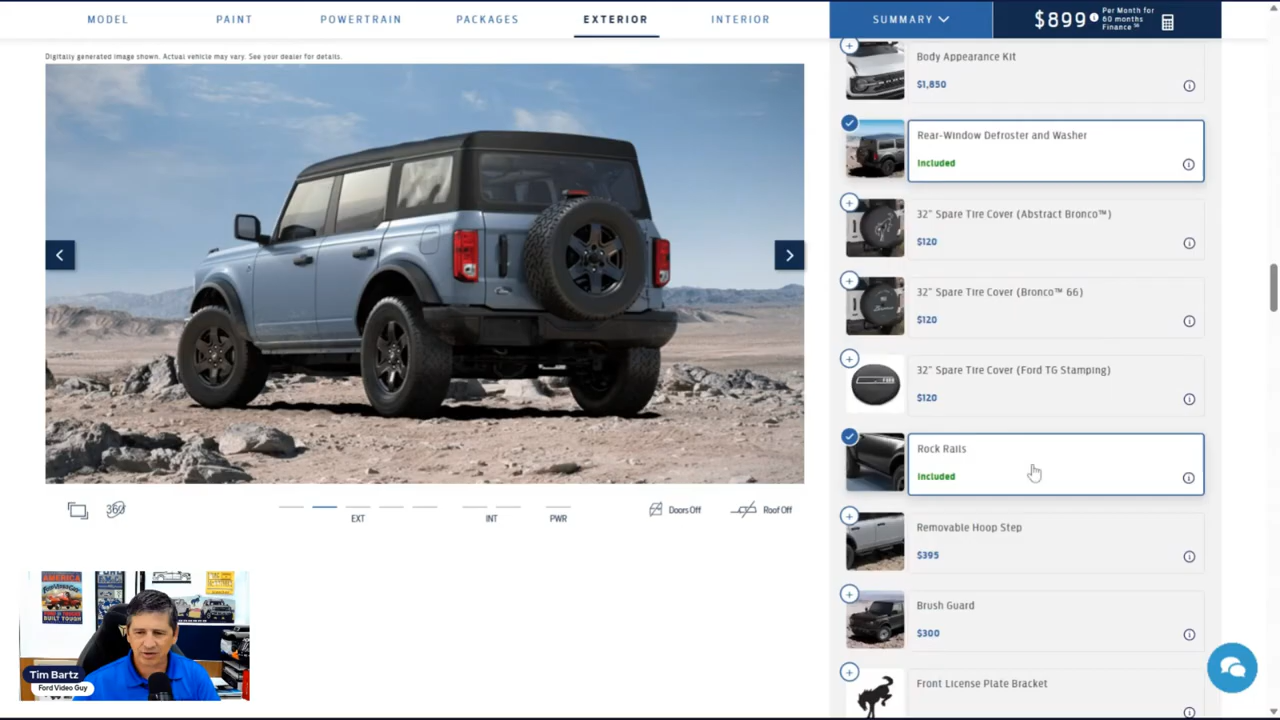 MODEL
PAINT
POWERTRAIN
PACKAGES
EXTERIOR
INTERIOR
SUMMARY
$899
Per Month for
60 months
Finance
Digitally generated image shown. Actual vehicle may vary. See your dealer for details.
Body Appearance Kit
$1,850
Rear-Window Defroster and Washer
Included
32" Spare Tire Cover (Abstract Bronco™)
$120
32" Spare Tire Cover (Bronco™ 66)
$120
32" Spare Tire Cover (Ford TG Stamping)
$120
Rock Rails
Included
Removable Hoop Step
$395
Brush Guard
$300
Front License Plate Bracket
360
EXT
INT
PWR
Doors Off
Roof Off
AMERICA
BUILT TOUGH
Tim Bartz
Ford Video Guy